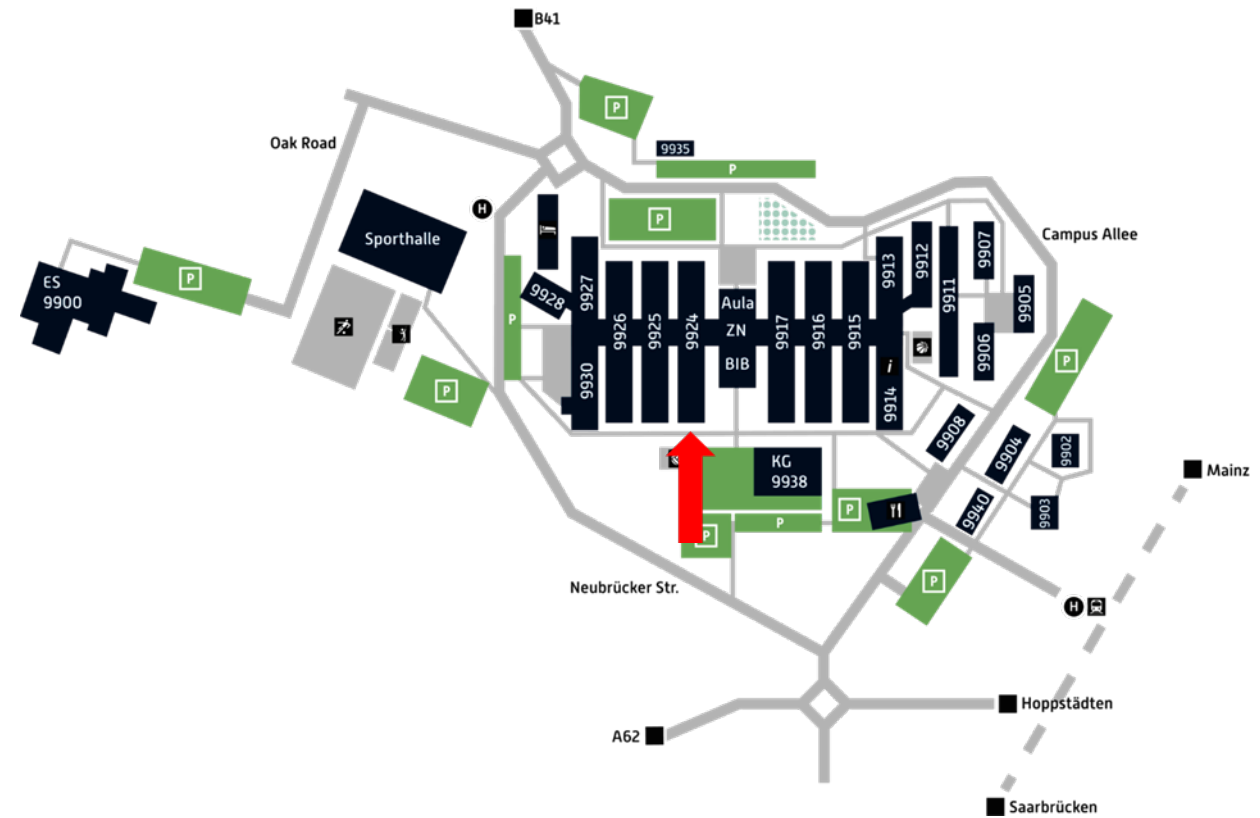 B41
P
9935
P
Oak Road
H
Sporthalle
P
Campus Allee
ES
9900
P
P
9928
9927
9930
9926
9925
9924
Aula
ZN
BIB
9917
9916
9915
9913
i
9914
9912
9911
9907
9905
9906
P
P
9908
9904
9902
9903
9940
KG
9938
P
P
P
P
Mainz
Neubrücker Str.
H
Hoppstädten
A62
Saarbrücken